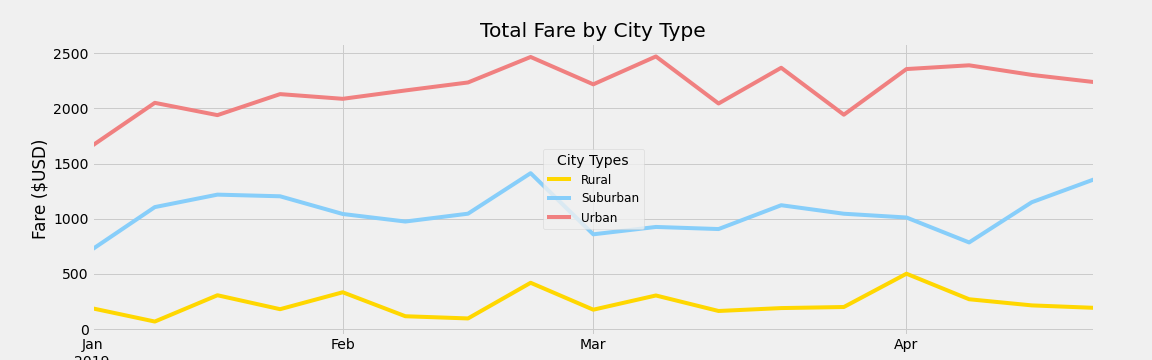 Total Fare by City Type
Fare ($USD)
2500
2000
1500
1000
500
0
City Types
Rural
Suburban
Urban
Jan Feb Mar Apr
2019